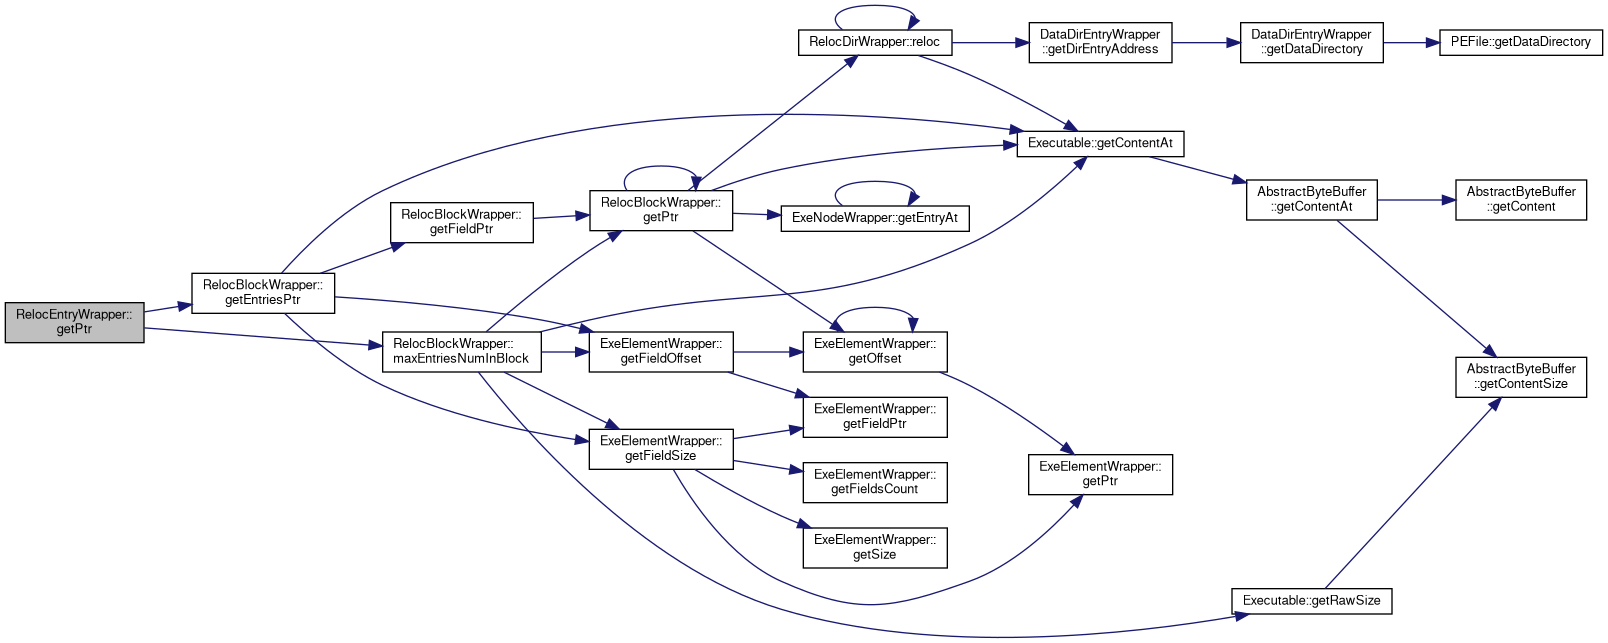 RelocEntryWrapper::
getPtr
RelocBlockWrapper::
getEntriesPtr
RelocBlockWrapper::
getFieldPtr
RelocBlockWrapper::
maxEntriesNumInBlock
RelocBlockWrapper::
getPtr
ExeElementWrapper::
getFieldOffset
ExeElementWrapper::
getFieldSize
RelocDirWrapper::reloc
ExeNodeWrapper::getEntryAt
ExeElementWrapper::
getOffset
ExeElementWrapper::
getFieldPtr
ExeElementWrapper::
getFieldsCount
ExeElementWrapper::
getSize
DataDirEntryWrapper
::getDirEntryAddress
Executable::getContentAt
ExeElementWrapper::
getPtr
DataDirEntryWrapper
::getDataDirectory
AbstractByteBuffer
::getContentAt
Executable::getRawSize
PEFile::getDataDirectory
AbstractByteBuffer
::getContent
AbstractByteBuffer
::getContentSize